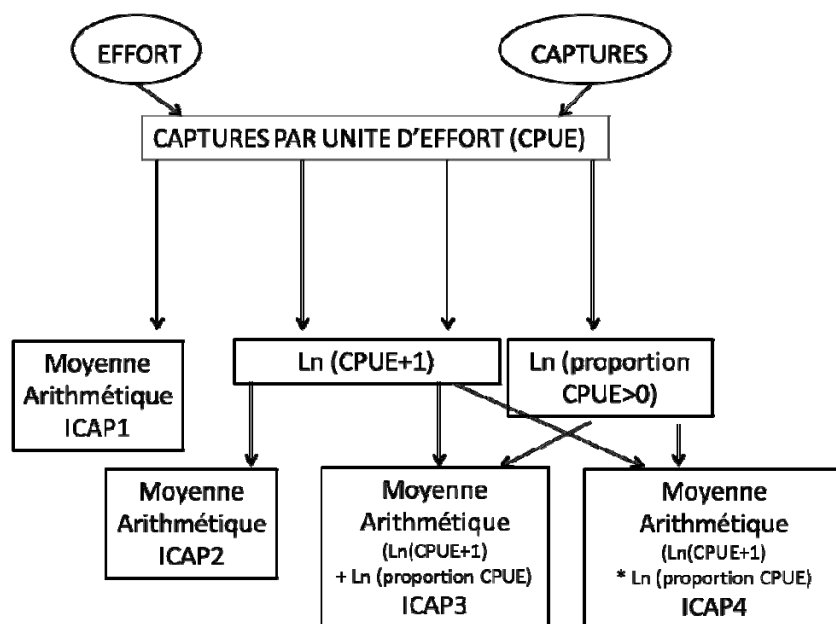 EFFORT
CAPTURES
CAPTURES PAR UNITE D'EFFORT (CPUE)
Moyenne
Arithmétique
ICAP1
Ln (CPUE+1)
Ln (proportion
CPUE>0)
Moyenne
Arithmétique
ICAP2
Moyenne
Arithmétique
(Ln(CPUE+1)
+ Ln (proportion CPUE)
ICAP3
Moyenne
Arithmétique
(Ln(CPUE+1)
* Ln (proportion CPUE)
ICAP4